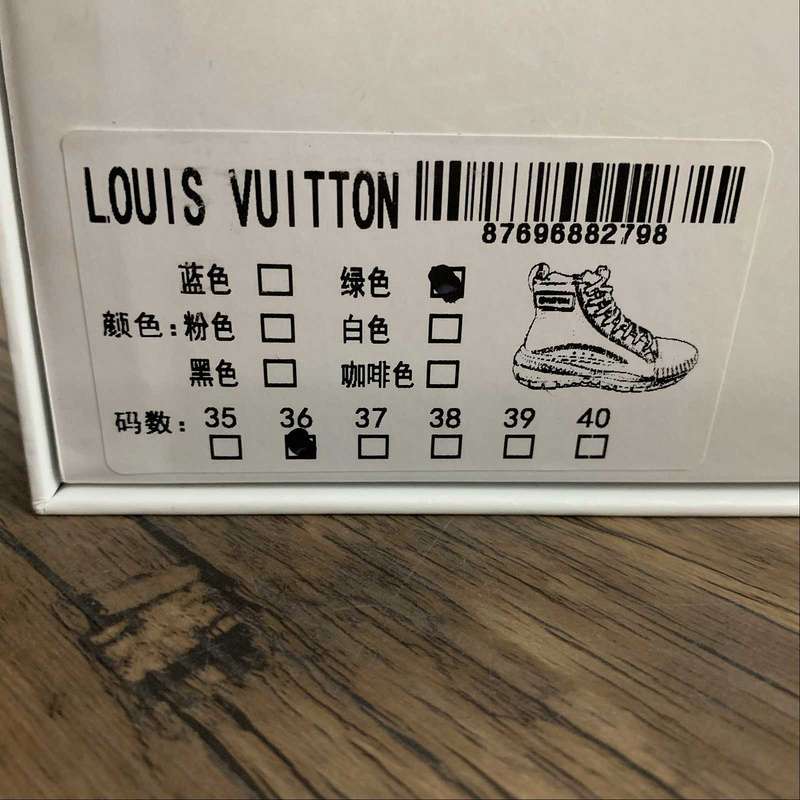 LOUIS VUITTON
87696882798
蓝色 绿色
颜色: 粉色 白色
黑色 咖啡色
码数: 35 36 37 38 39 40